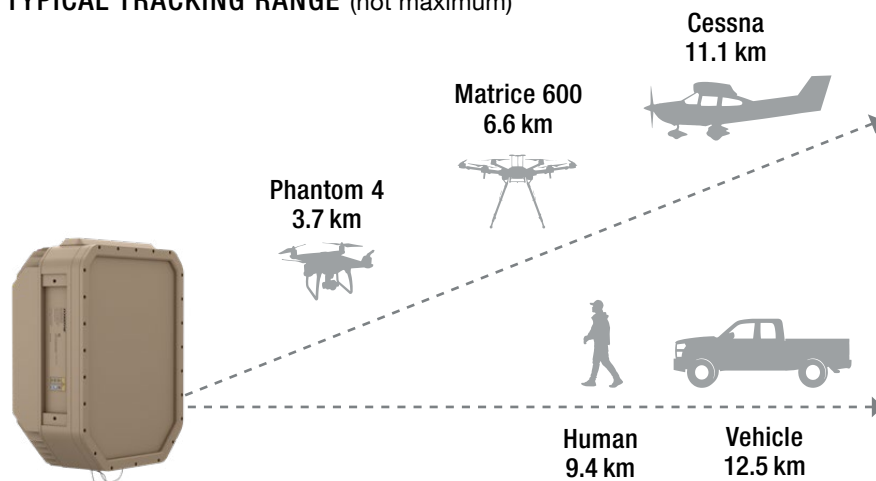 TYPICAL TRACKING RANGE (not maximum)
Cessna
11.1 km
Matrice 600
6.6 km
Phantom 4
3.7 km
Human
9.4 km
Vehicle
12.5 km